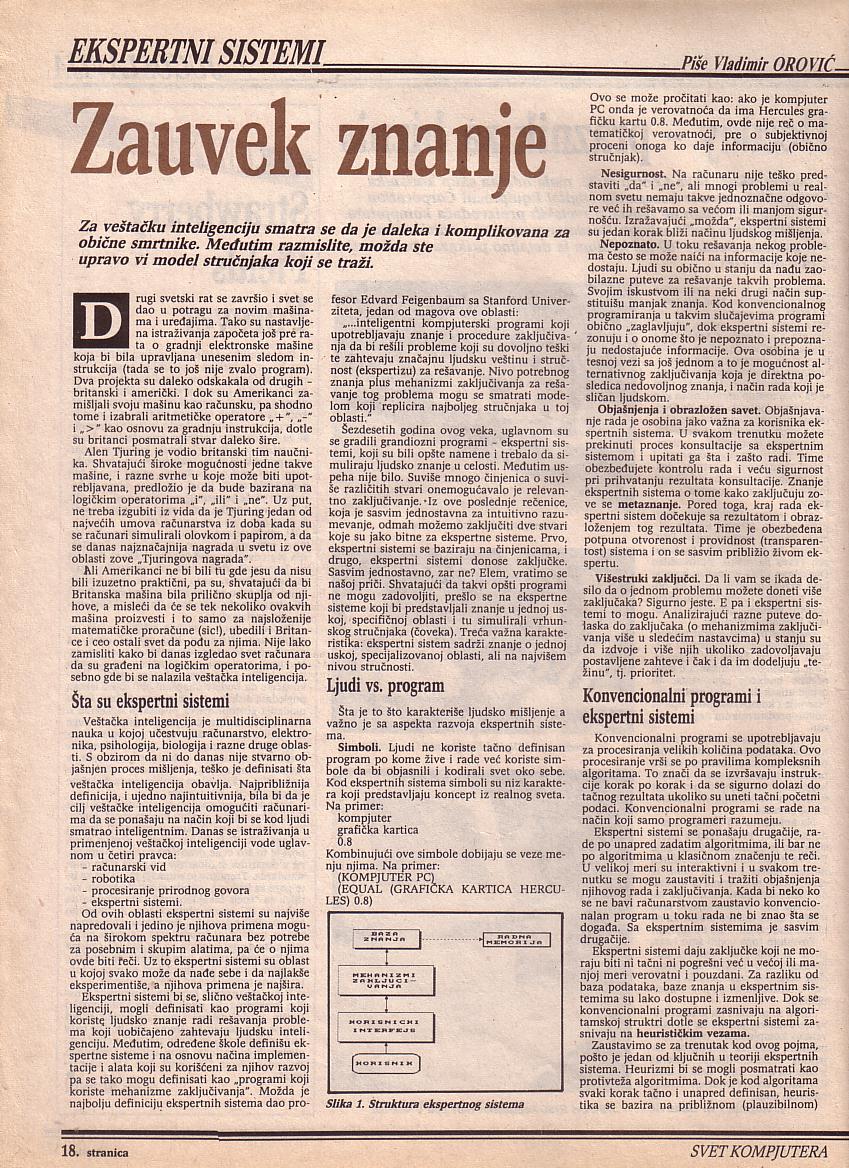 EKSPERTNI SISTEMI
Piše Vladimir OROVIĆ
Zauvek znanje
Za veštačku inteligenciju smatra se da je daleka i komplikovana za
obične smrtnike. Međutim razmislite, možda ste
upravo vi model stručnjaka koji se traži.
Drugi svetski rat se završio i svet se
dao u potragu za novim mašina-
ma i uređajima. Tako su nastavlje-
na istraživanja započeta još pre ra-
ta o gradnji elektronske mašine
koja bi bila upravljana unesenim sledom in-
strukcija (tada se to još nije zvalo program).
Dva projekta su daleko odskakala od drugih –
britanski i američki. I dok su Amerikanci za-
mišljali svoju mašinu kao računsku, pa shodno
tome i izabrali aritmetičke operatore „+", „–"
i „>" kao osnovu za gradnju instrukcija, dotle
su britanci posmatrali stvar daleko šire.
Alen Tjuring je vodio britanski tim nauč­ni-
ka. Shvatajući široke mogućnosti jedne takve
mašine, i razne svrhe u koje može biti upo-
trebljavana, predložio je da bude bazirana na
logičkim operatorima „i", „ili" i „ne". Uz put,
ne treba izgubiti iz vida da je Tjuring jedan od
najvećih umova računarstva iz doba kada su
se računari simulirali olovkom i papirom, a da
se danas najznačajnija nagrada u svetu iz ove
oblasti zove „Tjuringova nagrada".
Ali Amerikanci ne bi bili tu gde jesu da nisu
bili izuzetno praktični, pa su, shvatajući da bi
Britanska mašina bila prilično skuplja od nji-
hove, a misleći da će se tek nekoliko ovakvih
mašina proizvesti i to samo za najsloženije
matematičke proračune (sic!), ubedili i Britan-
ce i ceo ostali svet da pođu za njima. Nije lako
zamisliti kako bi danas izgledao svet računara
da su građeni na logičkim operatorima, i po-
sebno gde bi se nalazila veštačka inteligencija.
Šta su ekspertni sistemi
Veštačka inteligencija je multidisciplinarna
nauka u kojoj učestvuju računarstvo, elektro-
nika, psihologija, biologija i razne druge oblas-
ti. S obzirom da ni do danas nije stvarno ob-
jašnjen proces mišljenja, teško je definisati šta
veštačka inteligencija obavlja. Najpribližnija
definicija, i ujedno najintuitivnija, bila bi da je
cilj veštačke inteligencije omogućiti računari-
ma da se ponašaju na način koji bi se kod ljudi
smatrao inteligentnim. Danas se istraživanja u
primenjenoj veštačkoj inteligenciji vode uglav-
nom u četiri pravca:
– računarski vid
– robotika
– procesiranje prirodnog govora
– ekspertni sistemi.
Od ovih oblasti ekspertni sistemi su najviše
napredovali i jedino je njihova primena mogu-
ća na širokom spektru računara bez potrebe
za posebnim i skupim alatima, pa će o njima
ovde biti reči. Uz to ekspertni sistemi su oblast
u kojoj svako može da nađe sebe i da najlakše
eksperimentiše, a njihova primena je najšira.
Ekspertni sistemi bi se, slično veštačkoj inte-
ligenciji, mogli definisati kao programi koji
koriste ljudsko znanje radi rešavanja proble-
ma koji uobičajeno zahtevaju ljudsku inteli-
genciju. Međutim, određene škole definišu ek-
spertne sisteme i na osnovu načina implemen-
tacije i alata koji su korišćeni za njihov razvoj
pa se tako mogu definisati kao „programi koji
koriste mehanizme zaključivanja". Možda je
najbolju definiciju ekspertnih sistema dao pro-
fesor Edvard Feigenbaum sa Stanford Univer-
ziteta, jedan od magova ove oblasti:
„...inteligentni kompjuterski programi koji
upotrebljavaju znanje i procedure zaključiva-
nja da bi rešili probleme koji su dovoljno teški
te zahtevaju značajnu ljudsku veštinu i struč-
nost (ekspertizu) za rešavanje. Nivo potrebnog
znanja plus mehanizmi zaključivanja za reša-
vanje tog problema mogu se smatrati mode-
lom koji replicira najboljeg stručnjaka u toj
oblasti."
Šezdesetih godina ovog veka, uglavnom su
se gradili grandiozni programi – ekspertni sis-
temi, koji su bili opšte namene i trebalo da si-
muliraju ljudsko znanje u celosti. Međutim us-
peha nije bilo. Suviše mnogo činjenica o suvi-
še različitih stvari onemogućavalo je relevan-
tno zaključivanje. Iz ove poslednje rečenice,
koja je sasvim jednostavna za intuitivno razu-
mevanje, odmah možemo zaključiti dve stvari
koje su jako bitne za ekspertne sisteme. Prvo,
ekspertni sistemi se baziraju na činjenicama, i
drugo, ekspertni sistemi donose zaključke.
Sasvim jednostavno, zar ne? Elem, vratimo se
našoj priči. Shvatajući da takvi opšti programi
ne mogu zadovoljiti, prešlo se na ekspertne
sisteme koji bi predstavljali znanje u jednoj us-
koj, specifičnoj oblasti i tu simulirali vrhun-
skog stručnjaka (čoveka). Treća važna karakte-
ristika: ekspertni sistem sadrži znanje o jednoj
uskoj, specijalizovanoj oblasti, ali na najvišem
nivou stručnosti.
Ljudi vs. program
Šta je to što karakteriše ljudsko mišljenje a
važno je sa aspekta razvoja ekspertnih siste-
ma.
Simboli. Ljudi ne koriste tačno definisan
program po kome žive i rade već koriste sim-
bole da bi objasnili i kodirali svet oko sebe.
Kod ekspertnih sistema simboli su niz karakte-
ra koji predstavljaju koncept iz realnog sveta.
Na primer:
kompjuter
grafička kartica
0.8
Kombinujući ove simbole dobijaju se veze me-
nju njima. Na primer:
(KOMPJUTER PC)
(EQUAL (GRAFIČKA KARTICA HERCU-
LES) 0.8)
BAZA
ZNANJA
RADNA
MEMORIJA
MEHANIZMI
ZAKLJUCI-
VANJA
KORISNICKI
INTERFEJS
KORISNIK
Slika 1. Struktura ekspertnog sistema
Ovo se može pročitati kao: ako je kompjuter
PC onda je verovatnoća da ima Hercules gra-
fičku kartu 0.8. Međutim, ovde nije reč o ma-
tematičkoj verovatnoći, pre o subjektivnoj
proceni onoga ko daje informaciju (obično
stručnjak).
Nesigurnost. Na računaru nije teško pred-
staviti „da" i „ne", ali mnogi problemi u real-
nom svetu nemaju takve jednoznačne odgovo-
re već ih rešavamo sa većom ili manjom sigur-
nošću. Izražavajući „možda", ekspertni sistemi
su jedan korak bliži načinu ljudskog mišljenja.
Nepoznato. U toku rešavanja nekog proble-
ma često se može naići na informacije koje ne-
dostaju. Ljudi su obično u stanju da nađu zao-
bilazne puteve za rešavanje takvih problema.
Svojim iskustvom ili na neki drugi način sup-
stituišu manjak znanja. Kod konvencionalnog
programiranja u takvim slučajevima programi
obično „zaglavljuju", dok ekspertni sistemi re-
zonuju i o onome što je nepoznato i prepozna-
ju nedostajuće informacije. Ova osobina je u
tesnoj vezi sa još jednom a to je mogućnost al-
ternativnog zaključivanja koja je direktna po-
sledica nedovoljnog znanja, i način rada koji je
sličan ljudskom.
Objašnjenja i obrazložen savet. Objašnjava-
nje rada je osobina jako važna za korisnika ek-
spertnih sistema. U svakom trenutku možete
prekinuti proces konsultacije sa ekspertnim
sistemom i upitati ga šta i zašto radi. Time
obezbeđujete kontrolu rada i veću sigurnost
pri prihvatanju rezultata konsultacije. Znanje
ekspertnih sistema o tome kako zaključuju zo-
ve se metaznanje. Pored toga, kraj rada eks-
pertni sistem dočekuje sa rezultatom i obraz-
loženjem tog rezultata. Time je obezbeđena
potpuna otvorenost i providnost (transparen-
tnost) sistema i on se sasvim približio živom ek-
spertu.
Višestruki zaključci. Da li vam se ikada de-
silo da o jednom problemu možete doneti više
zaključaka? Sigurno jeste. E pa i ekspertni sis-
temi to mogu. Analizirajući razne puteve do-
laska do zaključaka (o mehanizmima zaključi-
vanja više u sledećim nastavcima) u stanju su
da izdvoje i više njih ukoliko zadovoljavaju
postavljene zahteve i čak i da im dodeljuju „te-
žinu", tj. prioritet.
Konvencionalni programi i
ekspertni sistemi
Konvencionalni programi se upotrebljavaju
za procesiranja velikih količina podataka. Ovo
procesiranje vrši se po pravilima kompleksnih
algoritama. To znači da se izvršavaju instruk-
cije korak po korak i da se sigurno dolazi do
tačnog rezultata ukoliko su uneti tačni početni
podaci. Konvencionalni programi se rade na
način koji samo programeri razumeju.
Ekspertni sistemi se ponašaju drugačije, ra-
de po unapred zadatim algoritmima, ili bar ne
po algoritmima u klasičnom značenju te reči.
U velikoj meri su interaktivni i u svakom tre-
nutku se mogu zaustaviti i tražiti objašnjenja
njihovog rada i zaključivanja. Kada bi neko ko
se ne bavi računarstvom zaustavio konvencio-
nalan program u toku rada ne bi znao šta se
događa. Sa ekspertnim sistemima je sasvim
drugačije.
Ekspertni sistemi daju zaključke koji ne mo-
raju biti ni tačni ni pogrešni već u većoj ili ma-
njoj meri verovatni i pouzdani. Za razliku od
baza podataka, baze znanja u ekspertnim sis-
temima su lako dostupne i izmenljive. Dok se
konvencionalni programi zasnivaju na algori-
tamskoj struktri dotle se ekspertni sistemi za-
snivaju na heurističkim vezama.
Zaustavimo se za trenutak kod ovog pojma,
pošto je jedan od ključnih u teoriji ekspertnih
sistema. Heurizmi bi se mogli posmatrati kao
protivteža algoritmima. Dok je kod algoritama
svaki korak tačno i unapred definisan, heuris-
tika se bazira na približnom (plauzibilnom)
18. stranica
SVET KOMPJUTERA